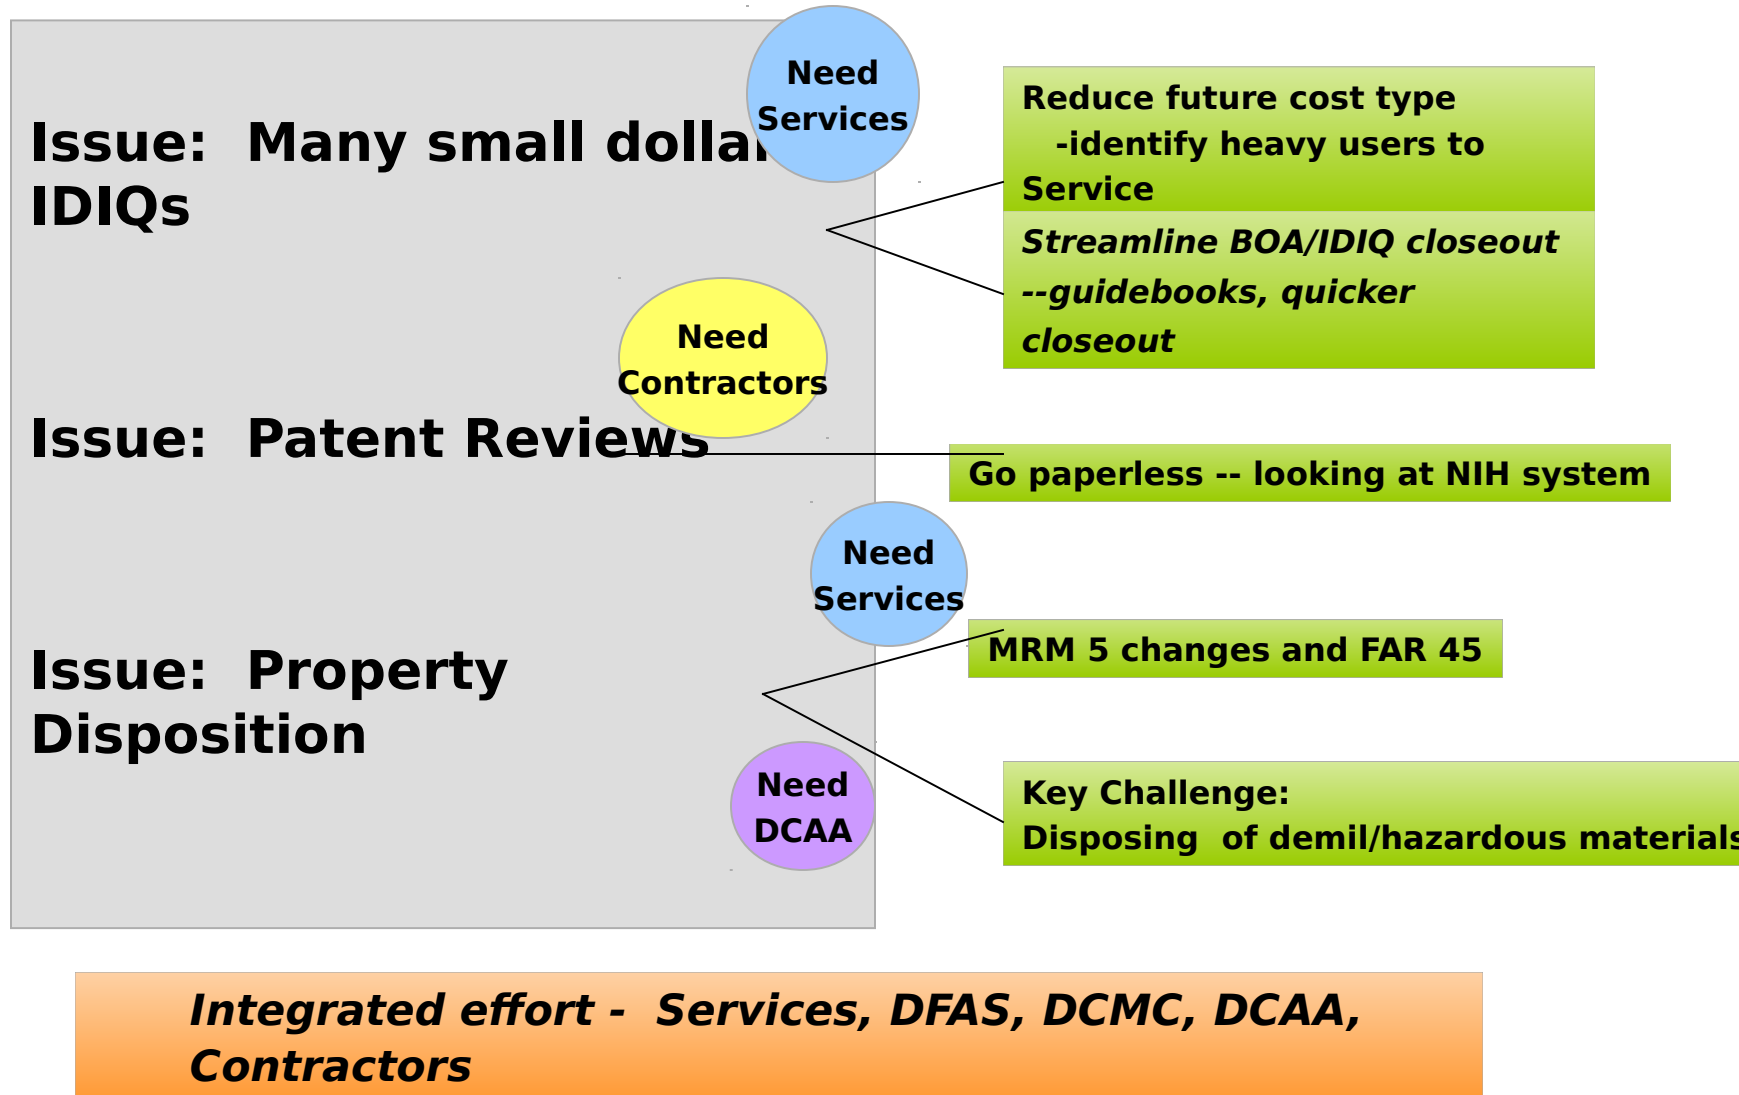 Need
Services
Issue:  Many small dollar
IDIQs
Reduce future cost type
-identify heavy users to
Service
Streamline BOA/IDIQ closeout
--guidebooks, quicker
closeout
Need
Contractors
Issue:  Patent Reviews
Go paperless -- looking at NIH system
Need
Services
Issue:  Property
Disposition
MRM 5 changes and FAR 45
Need
DCAA
Key Challenge:
Disposing  of demil/hazardous materials
Integrated effort -  Services, DFAS, DCMC, DCAA,
Contractors